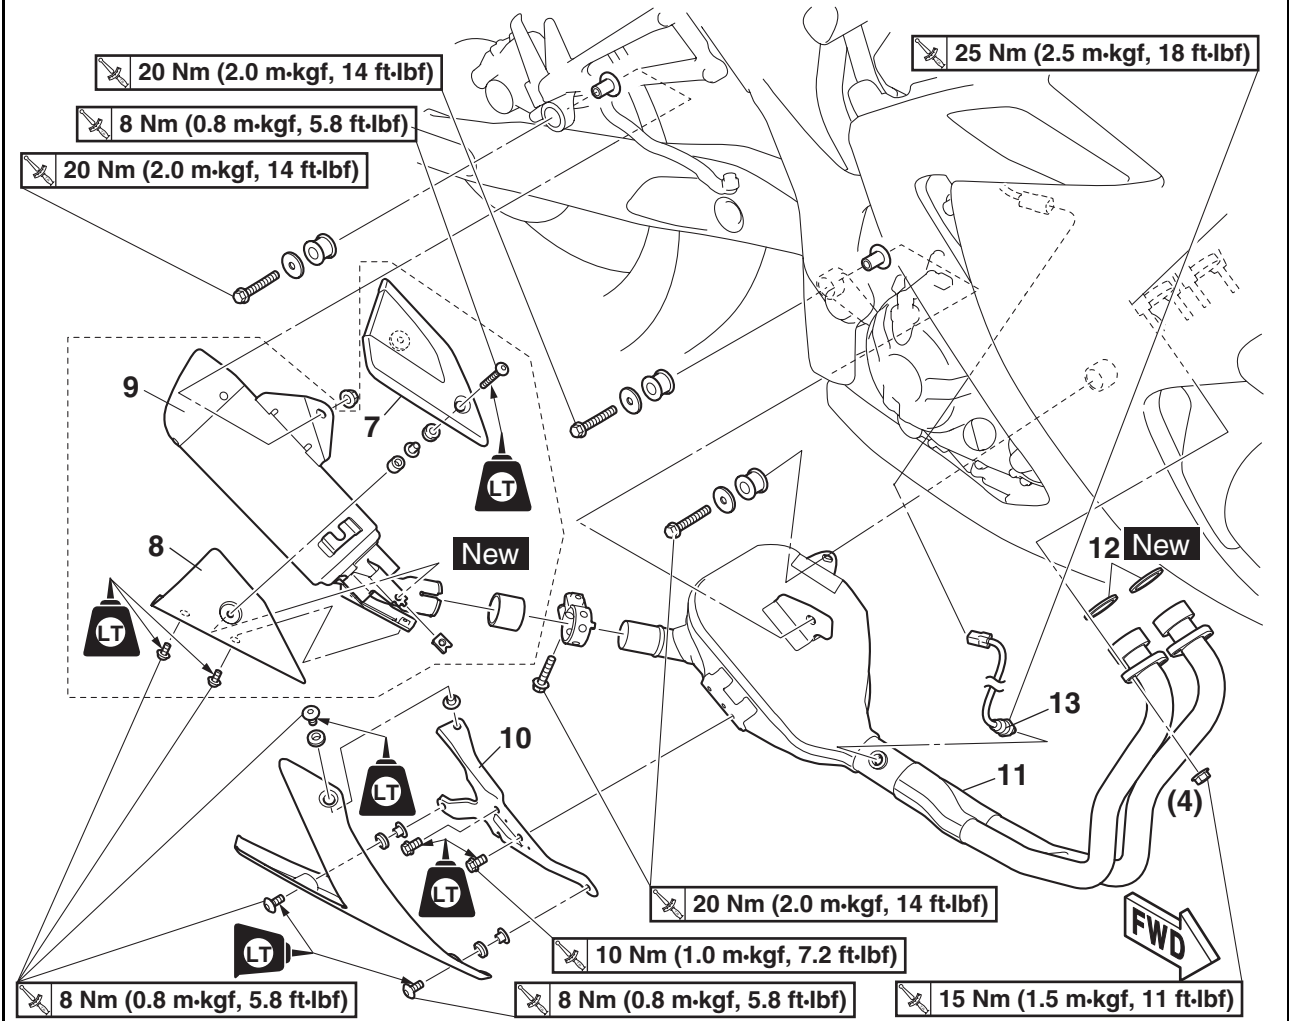 20 Nm (2.0 m·kgf, 14 ft·lbf)
25 Nm (2.5 m·kgf, 18 ft·lbf)
8 Nm (0.8 m·kgf, 5.8 ft·lbf)
20 Nm (2.0 m·kgf, 14 ft·lbf)
9
7
LT
8
New
12 New
LT
13
10
LT
11
(4)
LT
20 Nm (2.0 m·kgf, 14 ft·lbf)
FWD
LT
10 Nm (1.0 m·kgf, 7.2 ft·lbf)
8 Nm (0.8 m·kgf, 5.8 ft·lbf)
8 Nm (0.8 m·kgf, 5.8 ft·lbf)
15 Nm (1.5 m·kgf, 11 ft·lbf)